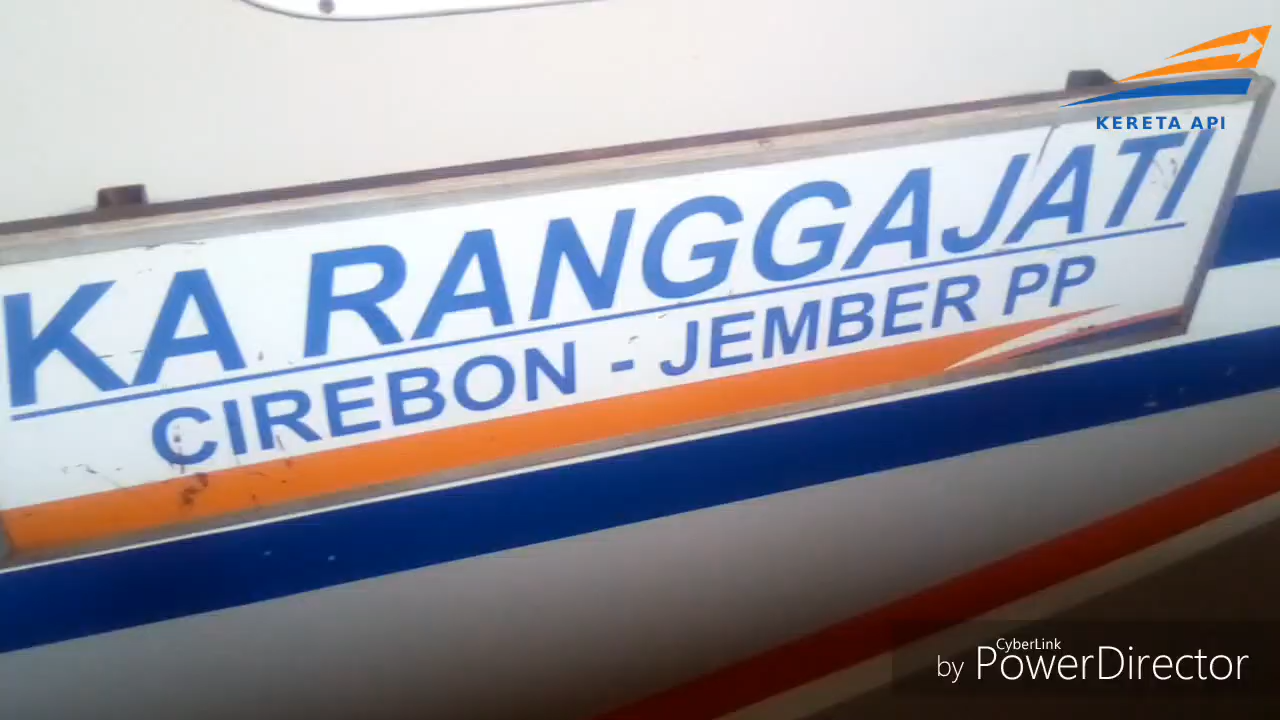 KERETA API
KA RANGGAJATI
CIREBON - JEMBER PP
CyberLink
by PowerDirector